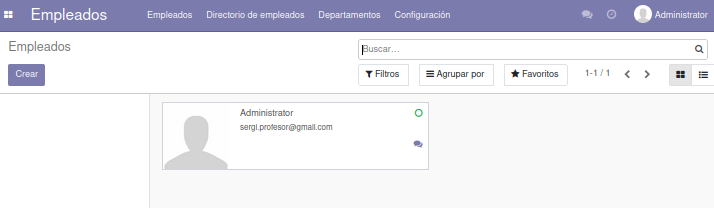 Empleados Empleados Directorio de empleados Departamentos Configuración Administrator
Empleados Buscar...
Crear Filtros Agrupar por Favoritos 1-1 / 1
Administrator
sergi.profesor@gmail.com